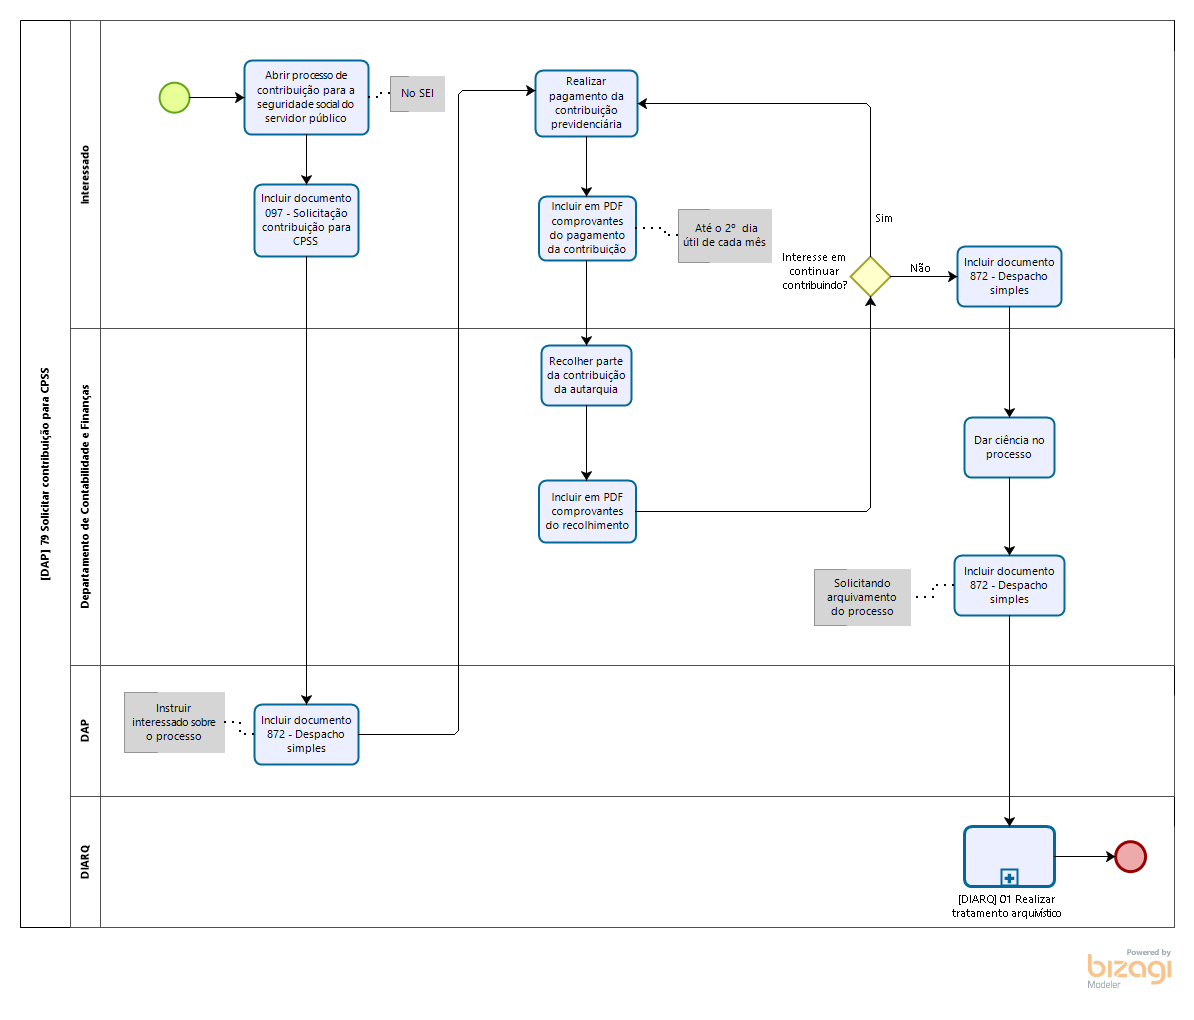 [DAP] 79 Solicitar contribuição para CPSS
Interessado
Abrir processo de
contribuição para a
seguridade social do
servidor público
No SEI
Incluir documento
097 - Solicitação
contribuição para
CPSS
Realizar
pagamento da
contribuição
previdenciária
Incluir em PDF
comprovantes
do pagamento
da contribuição
Até o 2º dia
útil de cada mês
Interesse em
continuar
contribuindo?
Sim
Não
Incluir documento
872 - Despacho
simples
Departamento de Contabilidade e Finanças
Recolher parte
da contribuição
da autarquia
Incluir em PDF
comprovantes
do recolhimento
Dar ciência no
processo
Solicitando
arquivamento
do processo
Incluir documento
872 - Despacho
simples
DAP
Instruir
interessado sobre
o processo
Incluir documento
872 - Despacho
simples
DIARQ
[DIARQ] 01 Realizar
tratamento arquivístico
Powered by
bizagi
Modeler